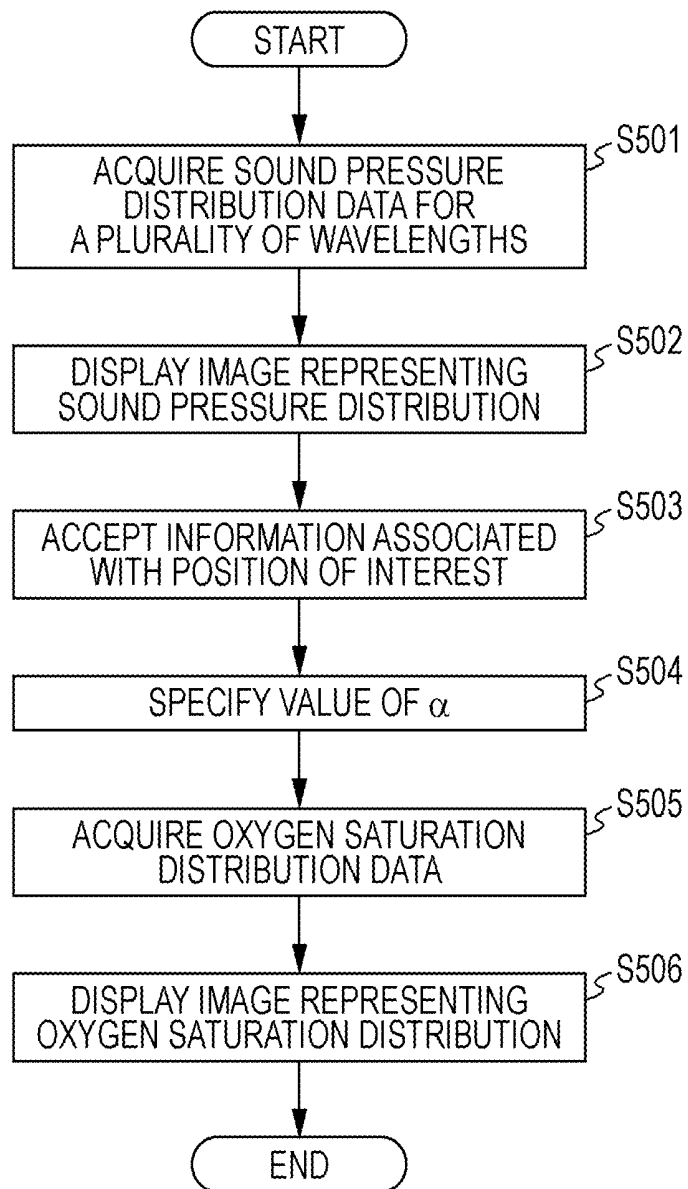 START
S501
ACQUIRE SOUND PRESSURE
DISTRIBUTION DATA FOR
A PLURALITY OF WAVELENGTHS
S502
DISPLAY IMAGE REPRESENTING
SOUND PRESSURE DISTRIBUTION
S503
ACCEPT INFORMATION ASSOCIATED
WITH POSITION OF INTEREST
S504
SPECIFY VALUE OF α
S505
ACQUIRE OXYGEN SATURATION
DISTRIBUTION DATA
S506
DISPLAY IMAGE REPRESENTING
OXYGEN SATURATION DISTRIBUTION
END